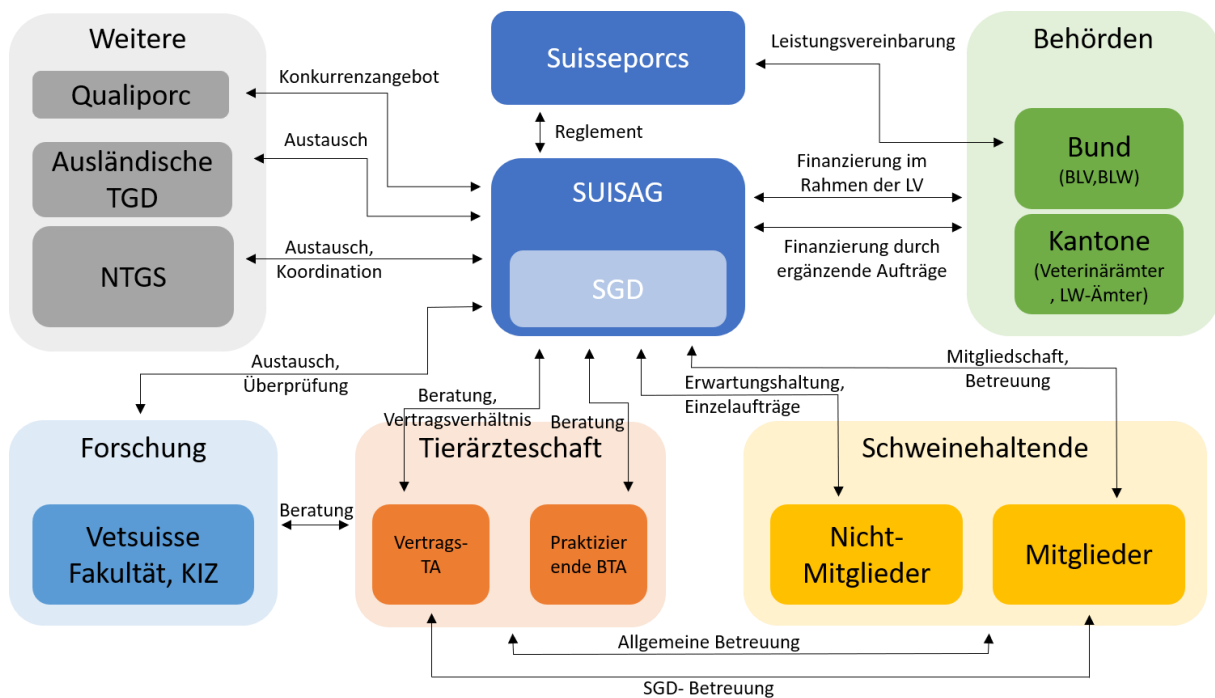 Weitere
Qualiporc
Ausländische
TGD
NTGS
Konkurrenzangebot
Austausch
Austausch,
Koordination
Suisseporcs
Reglement
SUISAG
SGD
Leistungsvereinbarung
Finanzierung im
Rahmen der LV
Finanzierung durch
ergänzende Aufträge
Behörden
Bund
(BLV,BLW)
Kantone
(Veterinärämter
, LW-Ämter)
Austausch,
Überprüfung
Beratung,
Vertragsverhältnis
Beratung
Erwartungshaltung,
Einzelaufträge
Mitgliedschaft,
Betreuung
Forschung
Vetsuisse
Fakultät, KIZ
Beratung
Tierärzteschaft
Vertrags-
TA
Praktizier
ende BTA
Schweinehaltende
Nicht-
Mitglieder
Mitglieder
Allgemeine Betreuung
SGD- Betreuung